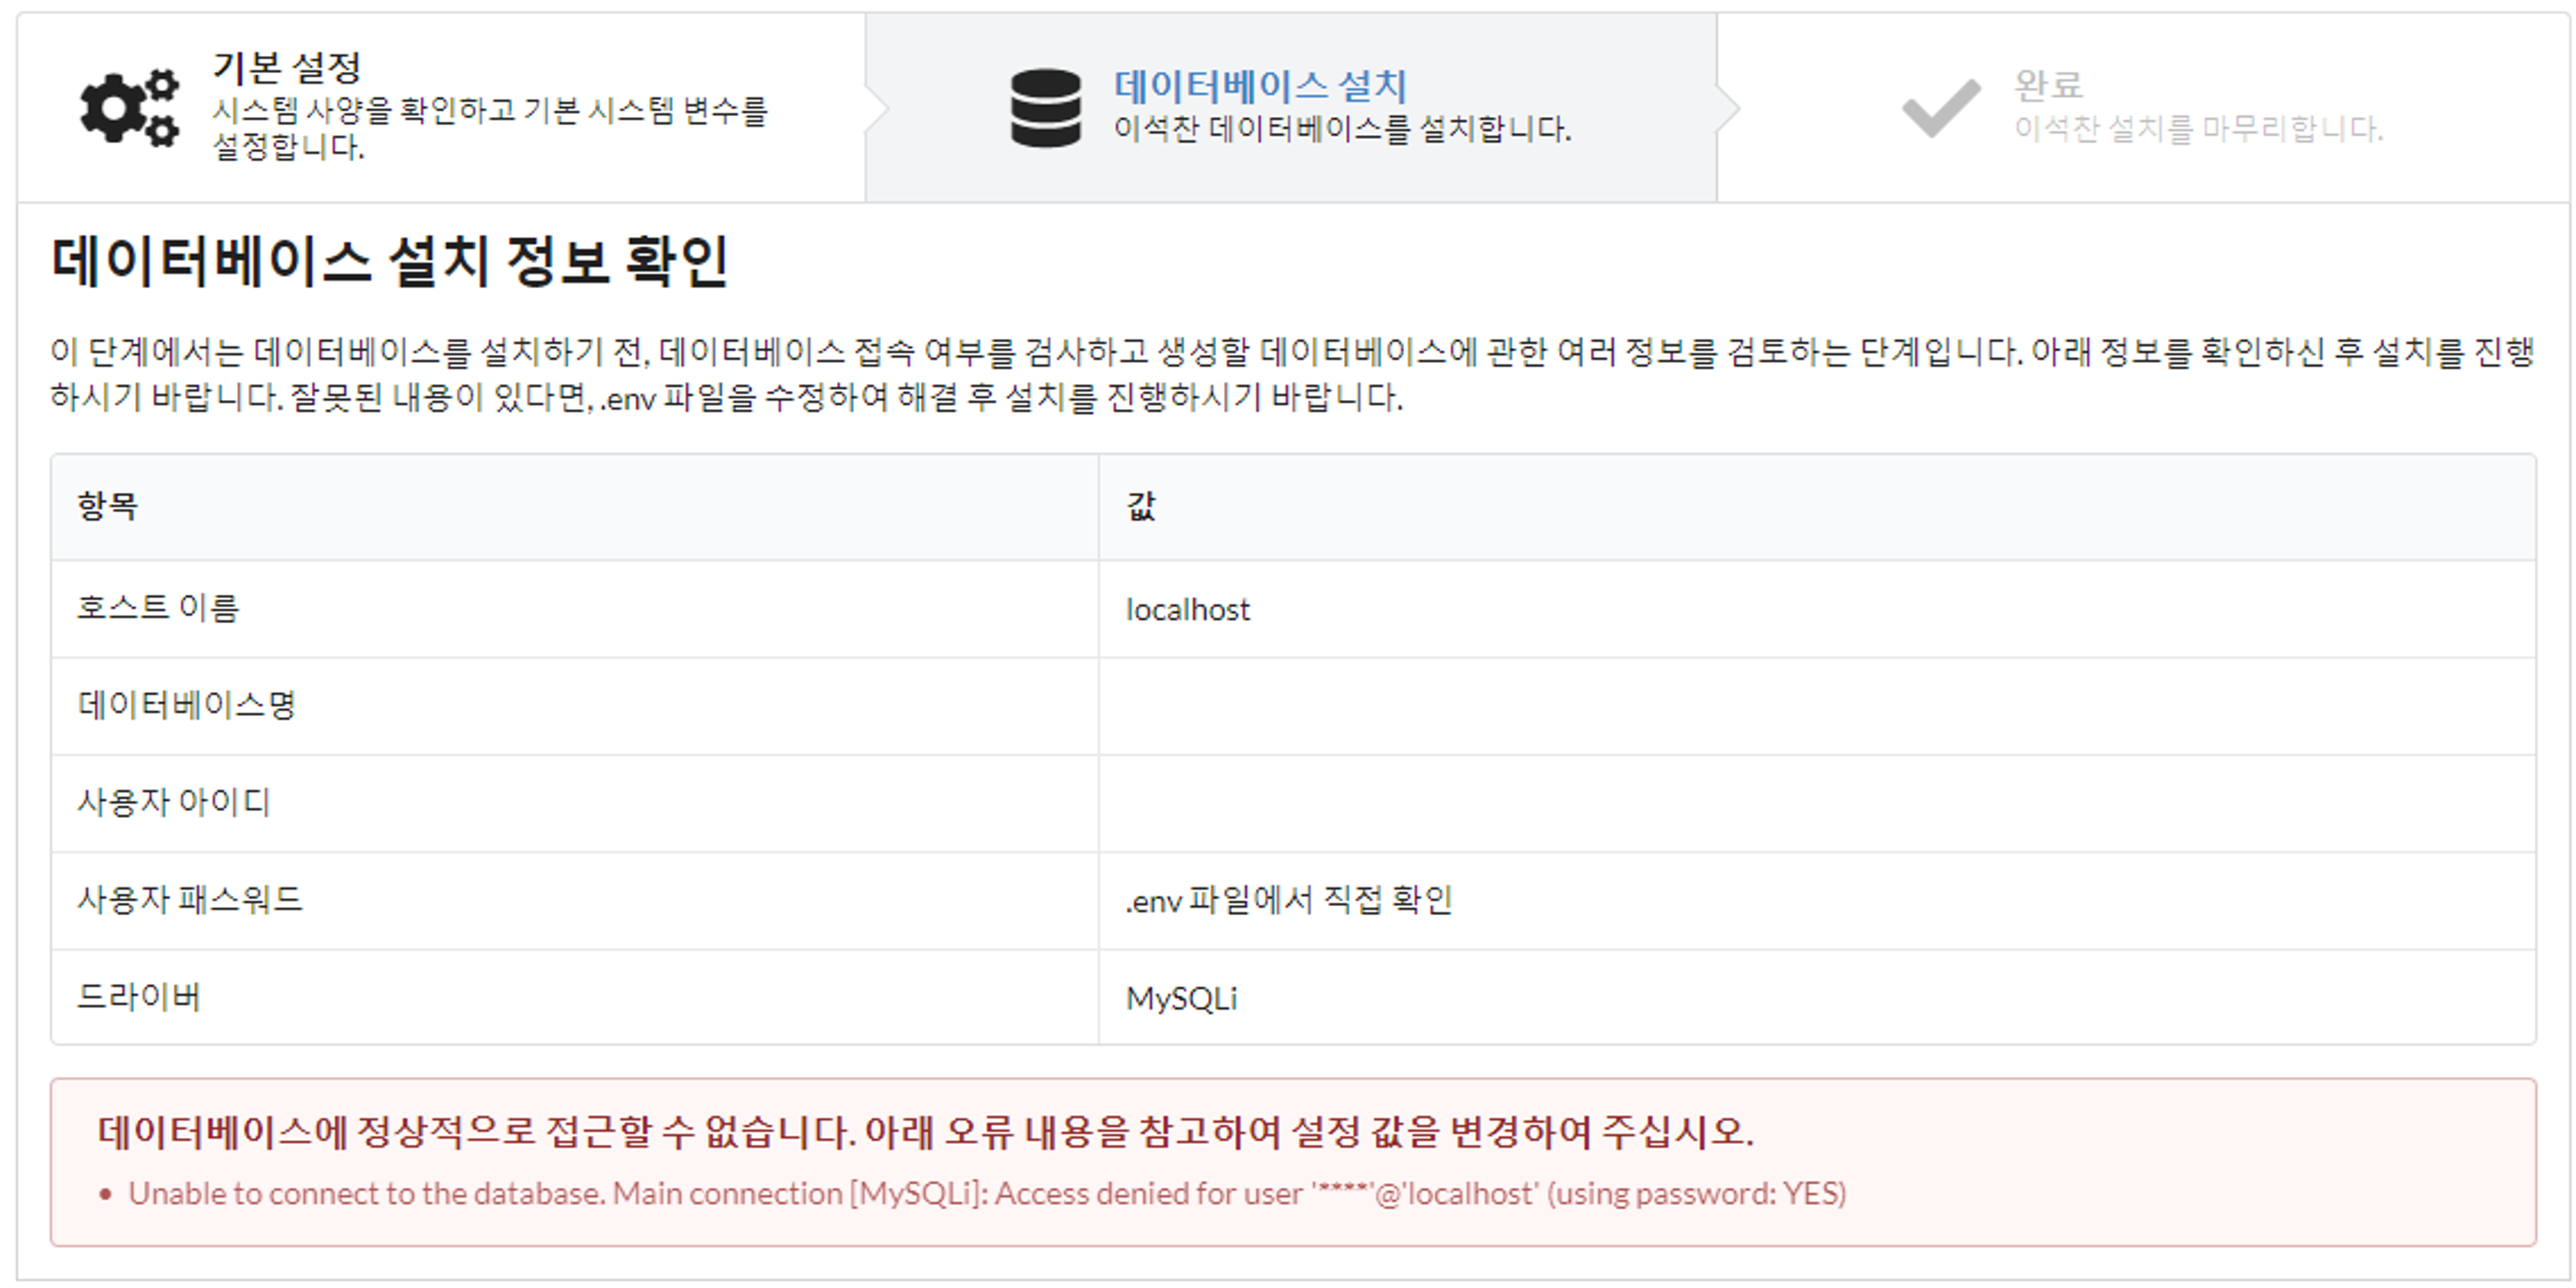 기본 설정
시스템 사양을 확인하고 기본 시스템 변수를
설정합니다.
데이터베이스 설치
이석찬 데이터베이스를 설치합니다.
완료
이석찬 설치를 마무리합니다.
데이터베이스 설치 정보 확인
이 단계에서는 데이터베이스를 설치하기 전, 데이터베이스 접속 여부를 검사하고 생성할 데이터베이스에 관한 여러 정보를 검토하는 단계입니다. 아래 정보를 확인하신 후 설치를 진행
하시기 바랍니다. 잘못된 내용이 있다면, .env 파일을 수정하여 해결 후 설치를 진행하시기 바랍니다.
항목 값
호스트 이름 localhost
데이터베이스명
사용자 아이디
사용자 패스워드 .env 파일에서 직접 확인
드라이버 MySQLi
데이터베이스에 정상적으로 접근할 수 없습니다. 아래 오류 내용을 참고하여 설정 값을 변경하여 주십시오.
• Unable to connect to the database. Main connection [MySQLi]: Access denied for user '****'@'localhost' (using password: YES)